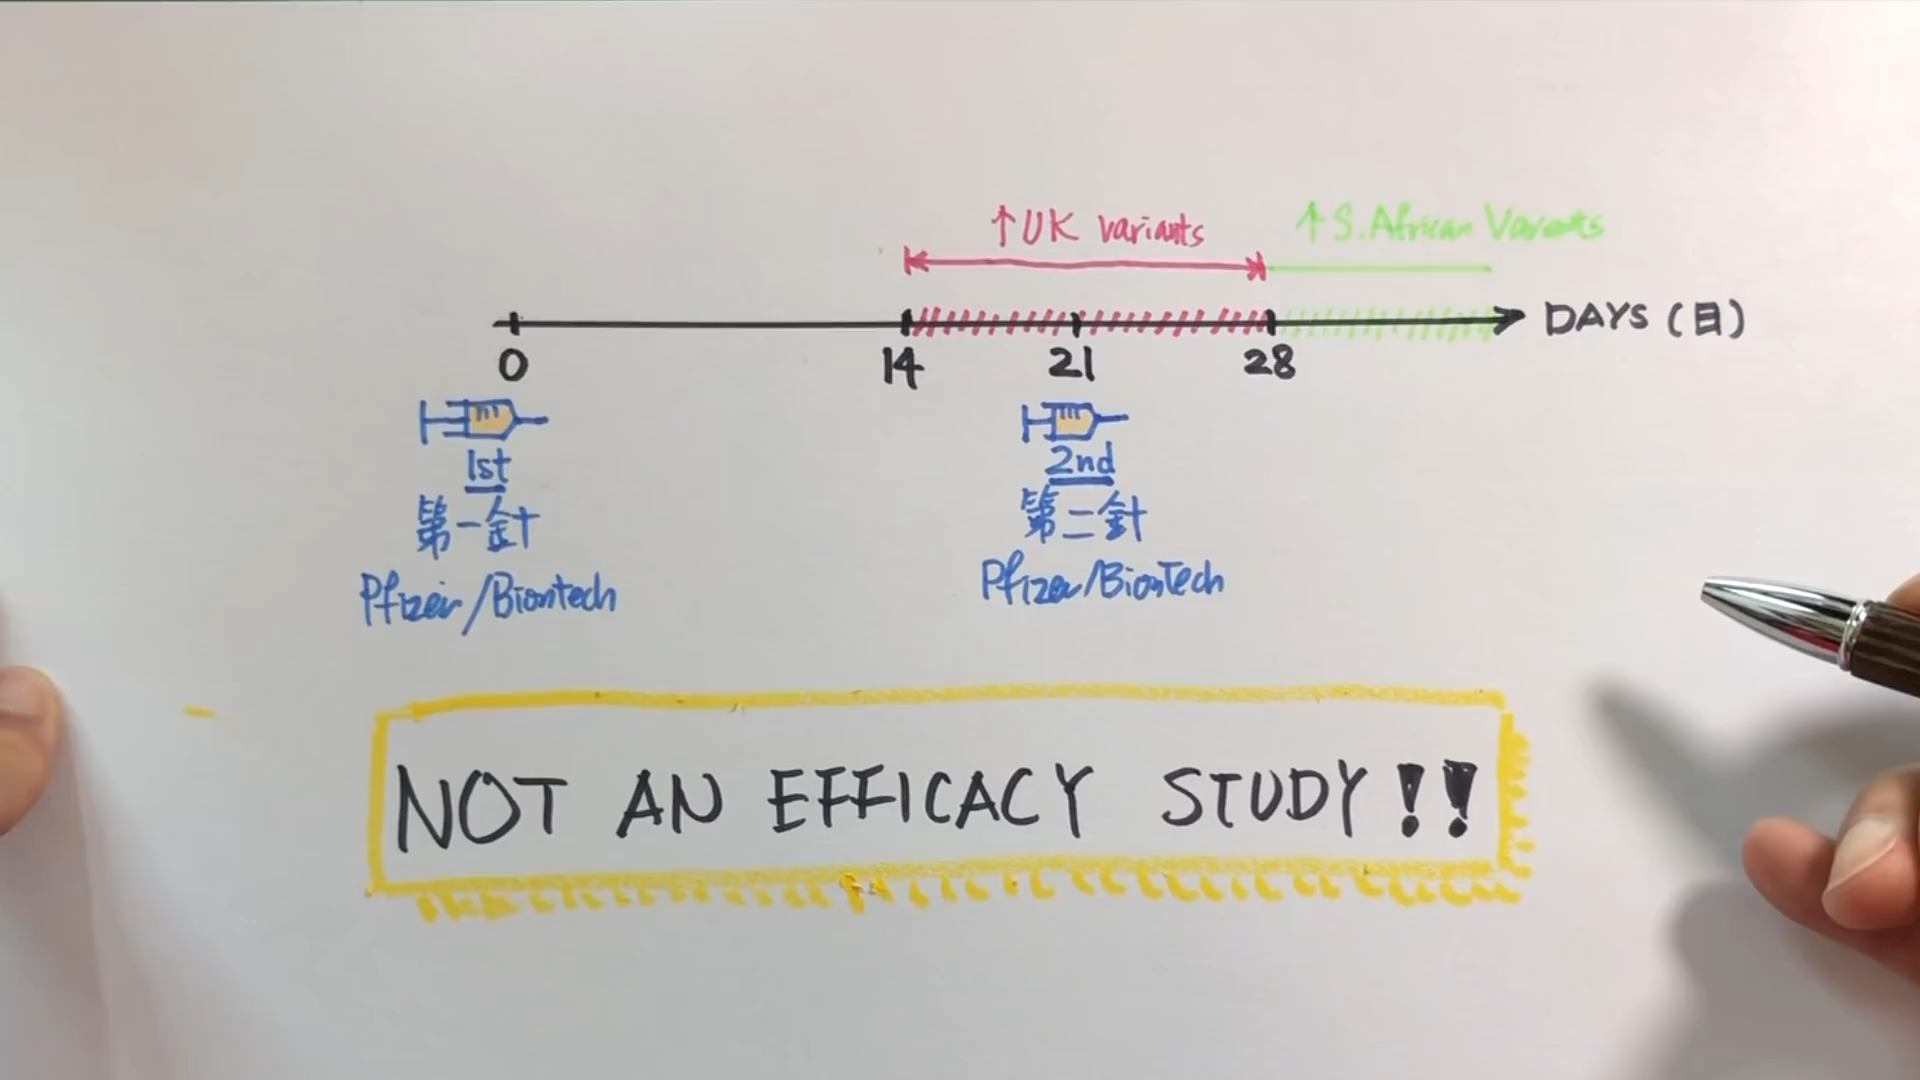 ↑UK variants
↑S. African Variants
DAYS (日)
0
14
21
28
1st
第一針
Pfizer/Biontech
2nd
第二針
Pfizer/BionTech
NOT AN EFFICACY STUDY!!